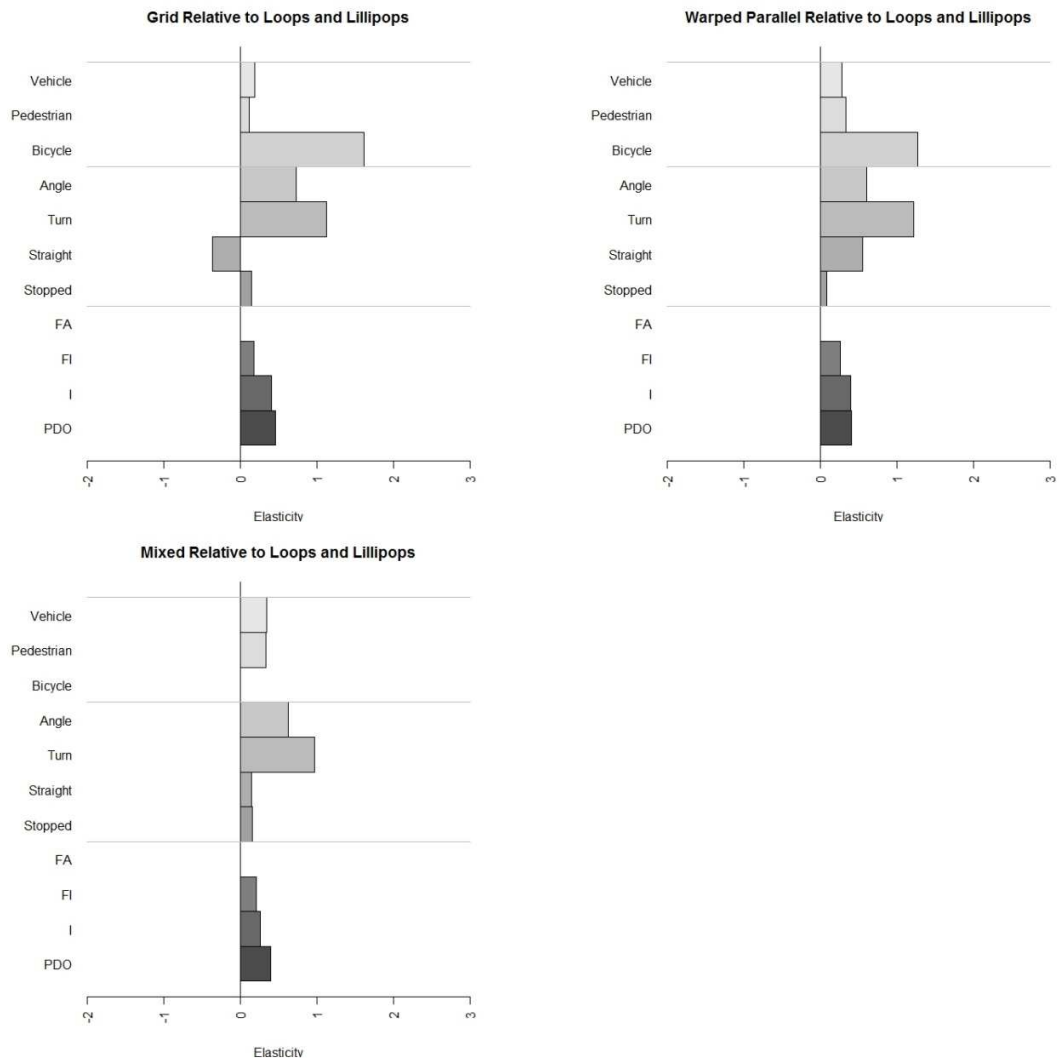 Grid Relative to Loops and Lillipops
Vehicle
Pedestrian
Bicycle
Angle
Turn
Straight
Stopped
FA
FI
I
PDO
-2 -1 0 1 2 3
Elasticity
Warped Parallel Relative to Loops and Lillipops
Vehicle
Pedestrian
Bicycle
Angle
Turn
Straight
Stopped
FA
FI
I
PDO
-2 -1 0 1 2 3
Elasticity
Mixed Relative to Loops and Lillipops
Vehicle
Pedestrian
Bicycle
Angle
Turn
Straight
Stopped
FA
FI
I
PDO
-2 -1 0 1 2 3
Elasticity